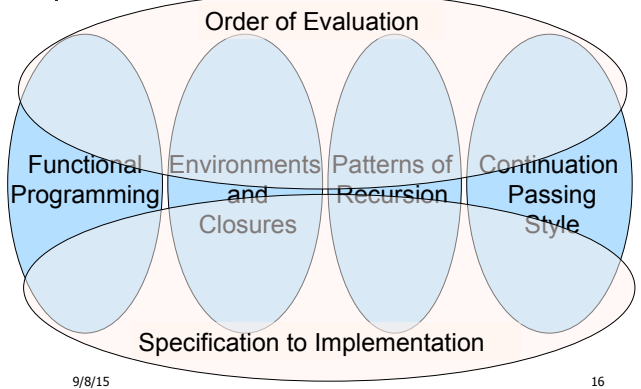 Order of Evaluation
Functional
Programming
Environments
and
Closures
Patterns of
Recursion
Continuation
Passing
Style
Specification to Implementation
9/8/15
16